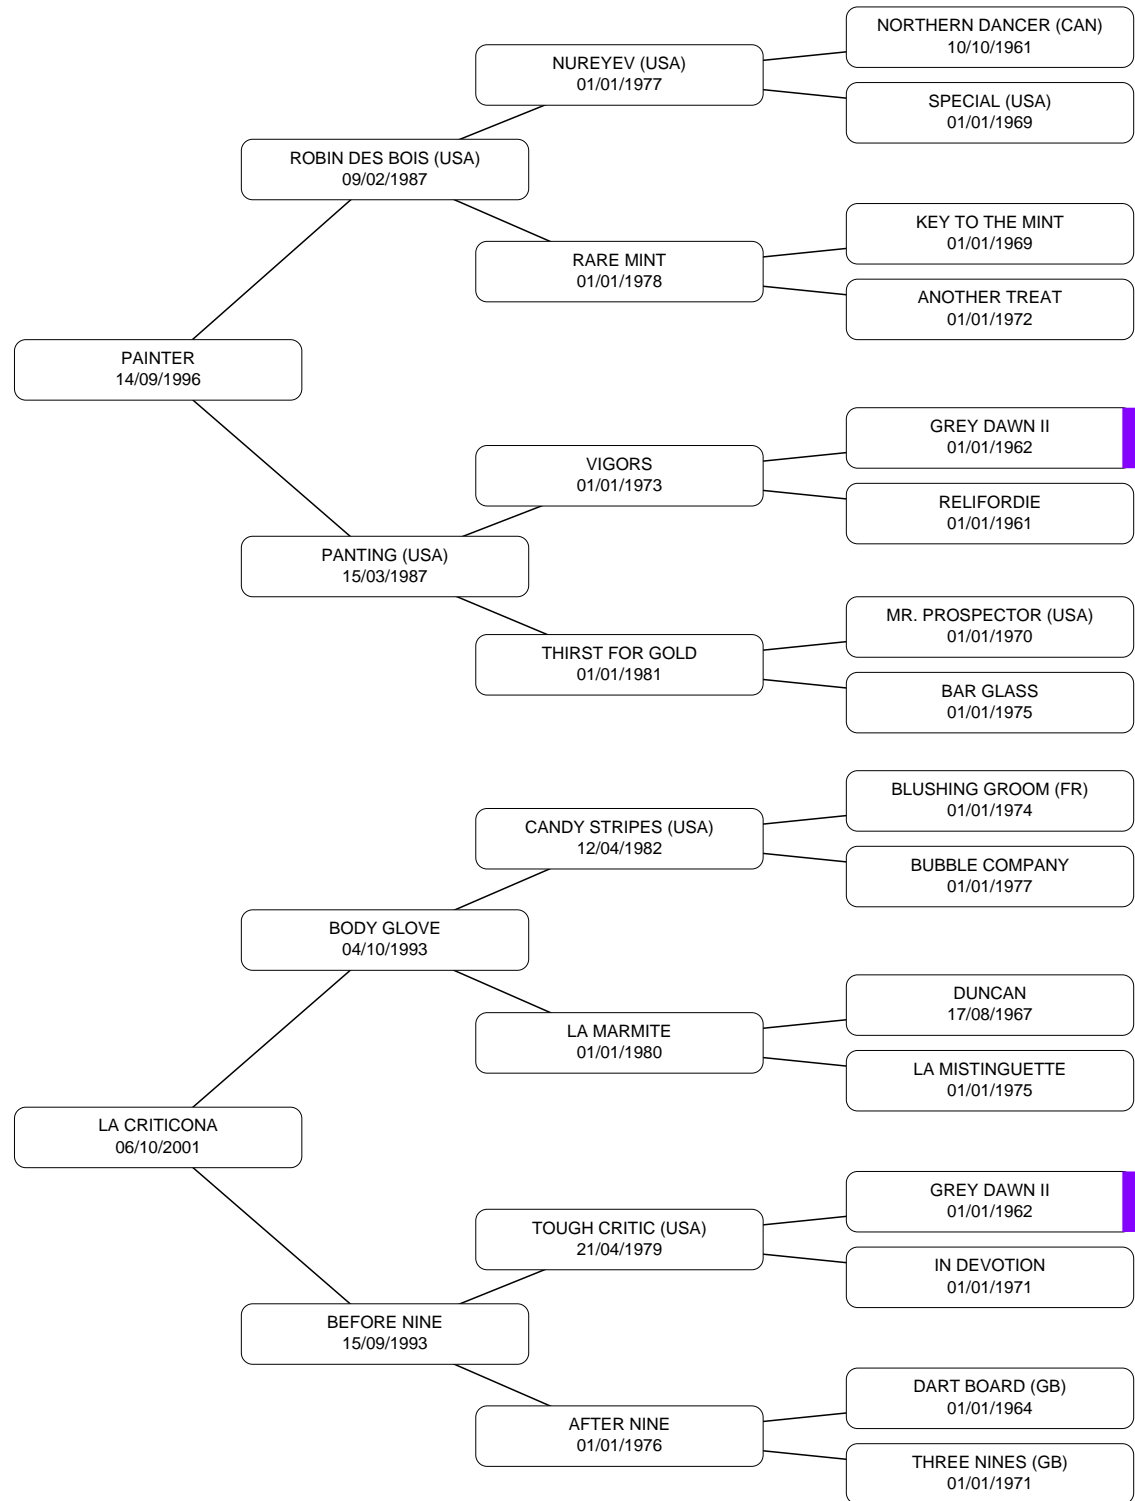 NORTHERN DANCER (CAN)
10/10/1961
NUREYEV (USA)
01/01/1977
SPECIAL (USA)
01/01/1969
ROBIN DES BOIS (USA)
09/02/1987
KEY TO THE MINT
01/01/1969
RARE MINT
01/01/1978
ANOTHER TREAT
01/01/1972
PAINTER
14/09/1996
GREY DAWN II
01/01/1962
VIGORS
01/01/1973
RELIFORDIE
01/01/1961
PANTING (USA)
15/03/1987
MR. PROSPECTOR (USA)
01/01/1970
THIRST FOR GOLD
01/01/1981
BAR GLASS
01/01/1975
BLUSHING GROOM (FR)
01/01/1974
CANDY STRIPES (USA)
12/04/1982
BUBBLE COMPANY
01/01/1977
BODY GLOVE
04/10/1993
DUNCAN
17/08/1967
LA MARMITE
01/01/1980
LA MISTINGUETTE
01/01/1975
LA CRITICONA
06/10/2001
GREY DAWN II
01/01/1962
TOUGH CRITIC (USA)
21/04/1979
IN DEVOTION
01/01/1971
BEFORE NINE
15/09/1993
DART BOARD (GB)
01/01/1964
AFTER NINE
01/01/1976
THREE NINES (GB)
01/01/1971